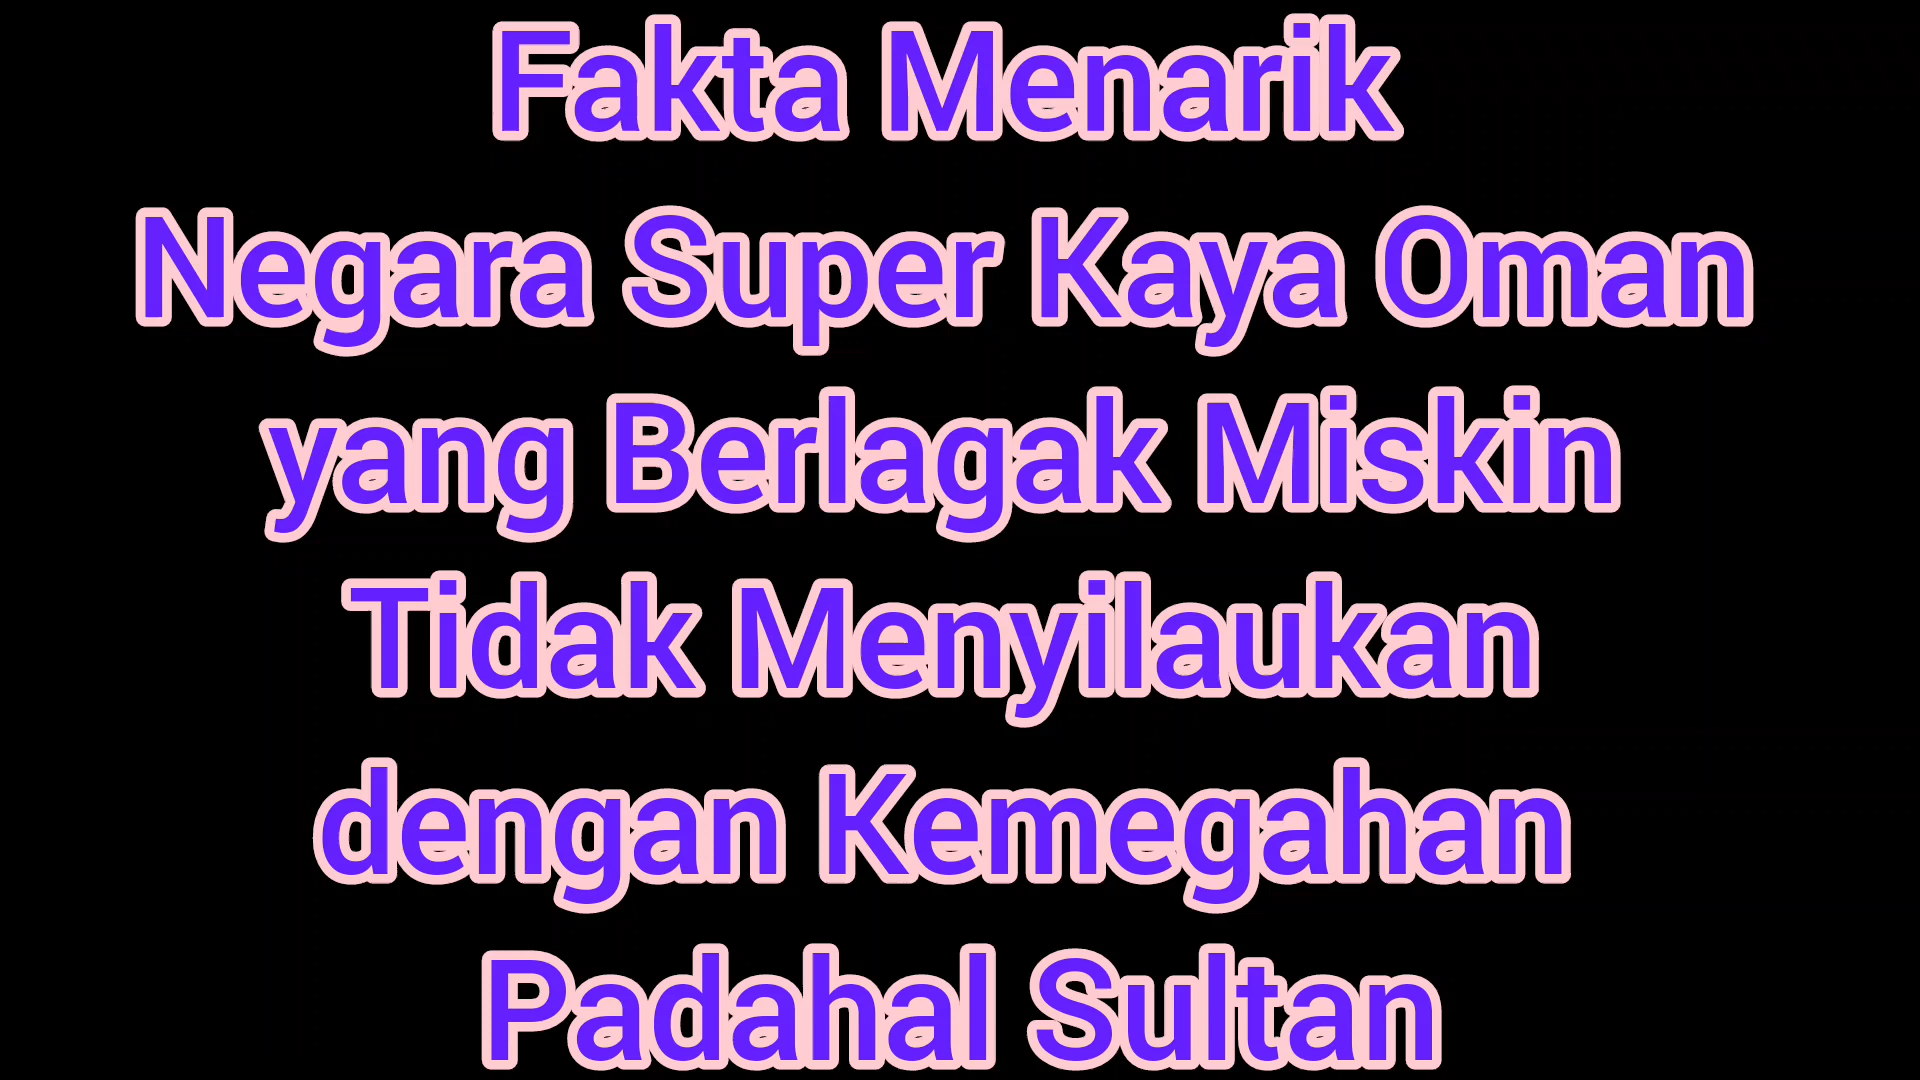 Fakta Menarik
Negara Super Kaya Oman
yang Berlagak Miskin
Tidak Menyilaukan
dengan Kemegahan
Padahal Sultan